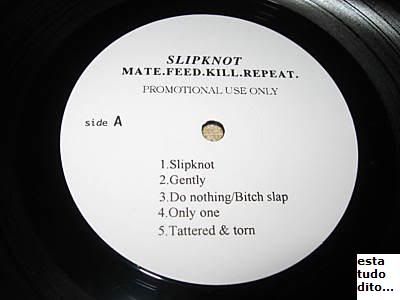 SLIPKNOT
MATE.FEED.KILL.REPEAT.
PROMOTIONAL USE ONLY
side A
1.Slipknot
2.Gently
3.Do nothing/Bitch slap
4.Only one
5.Tattered & torn
esta
tudo
dito...